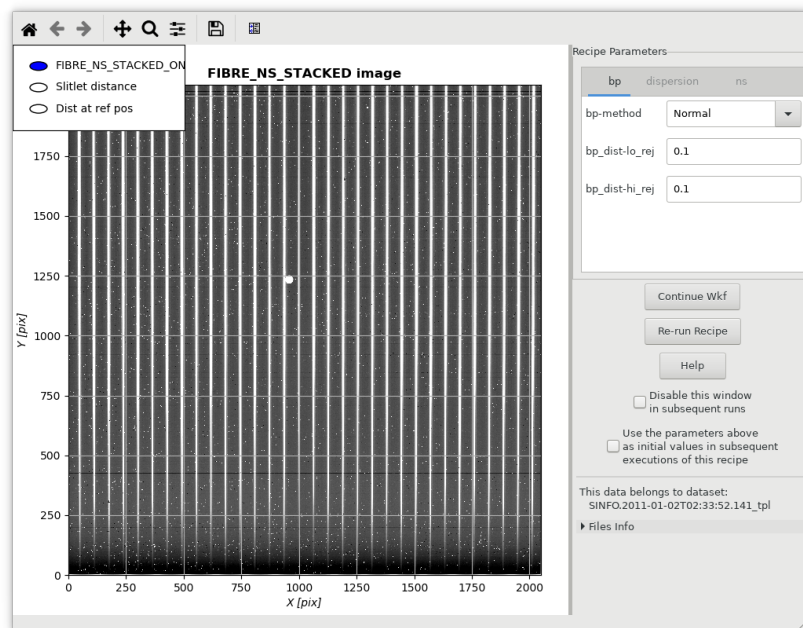 FIBRE_NS_STACKED_ON
Slitlet distance
Dist at ref pos
FIBRE_NS_STACKED image
1750
1500
1250
1000
750
500
250
0
Y [pix]
0 250 500 750 1000 1250 1500 1750 2000
X [pix]
Recipe Parameters
bp dispersion ns
bp-method Normal
bp_dist-lo_rej 0.1
bp_dist-hi_rej 0.1
Continue Wkf
Re-run Recipe
Help
Disable this window
in subsequent runs
Use the parameters above
as initial values in subsequent
executions of this recipe
This data belongs to dataset:
SINFO.2011-01-02T02:33:52.141_tpl
Files Info